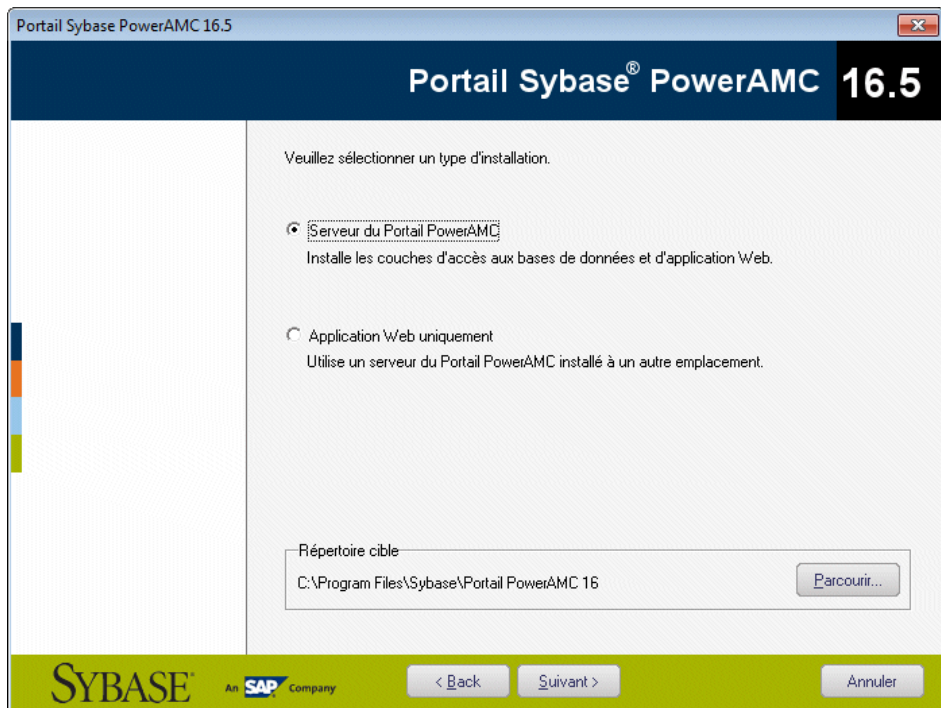 Portail Sybase PowerAMC 16.5
Portail Sybase® PowerAMC 16.5
Veuillez sélectionner un type d'installation.
Serveur du Portail PowerAMC
Installe les couches d'accès aux bases de données et d'application Web.
Application Web uniquement
Utilise un serveur du Portail PowerAMC installé à un autre emplacement.
Répertoire cible
C:\Program Files\Sybase\Portail PowerAMC 16
Parcourir...
SYBASE An SAP Company
< Back
Suivant >
Annuler